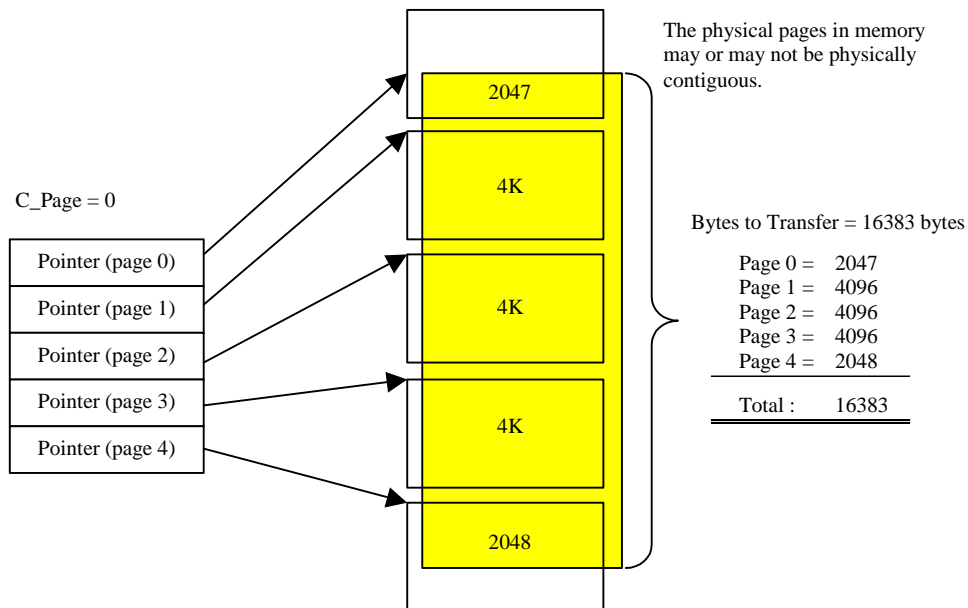 The physical pages in memory
may or may not be physically
contiguous.
2047
4K
C_Page = 0
Bytes to Transfer = 16383 bytes
Pointer (page 0)
Pointer (page 1)
Pointer (page 2)
Pointer (page 3)
Pointer (page 4)
4K
4K
2048
Page 0 = 2047
Page 1 = 4096
Page 2 = 4096
Page 3 = 4096
Page 4 = 2048
Total : 16383